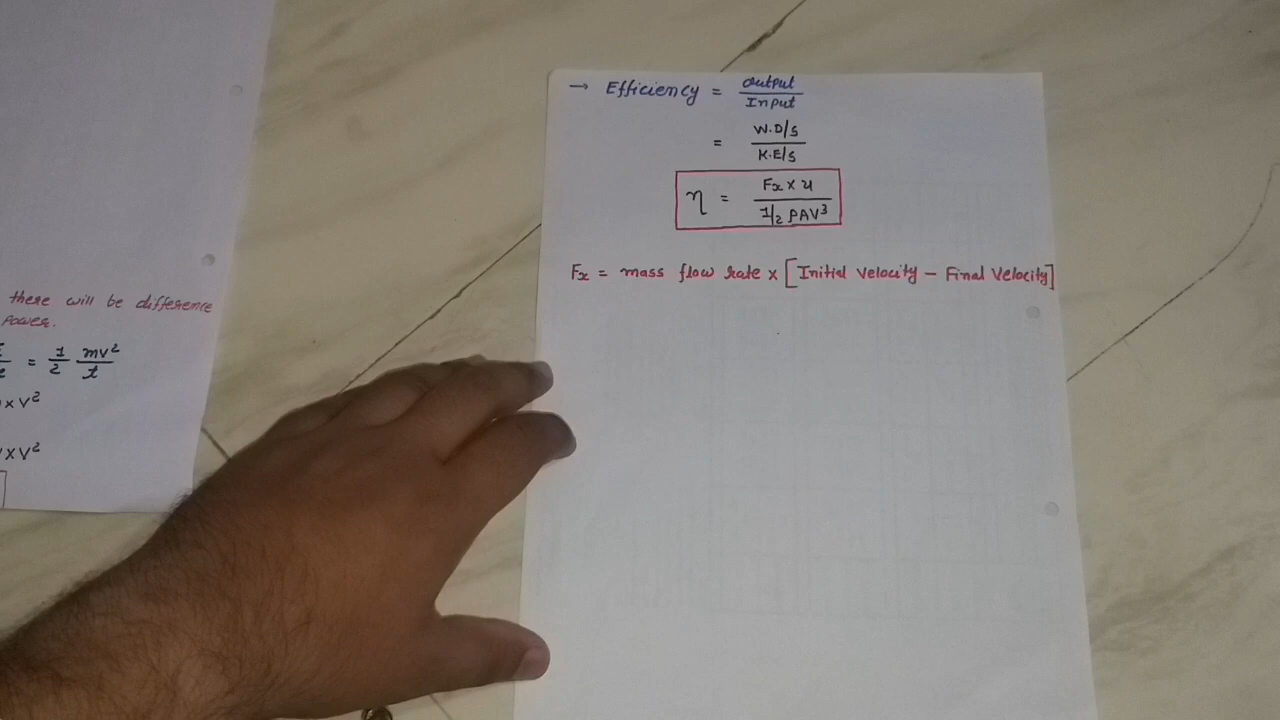 there will be difference
power.
= 1/2 mv²/t
× v²
× v²
→ Efficiency = output/Input
= W.D/s / K.E/s
η = Fx × u / 1/2 ρAV³
Fx = mass flow rate × [Initial Velocity - Final Velocity]